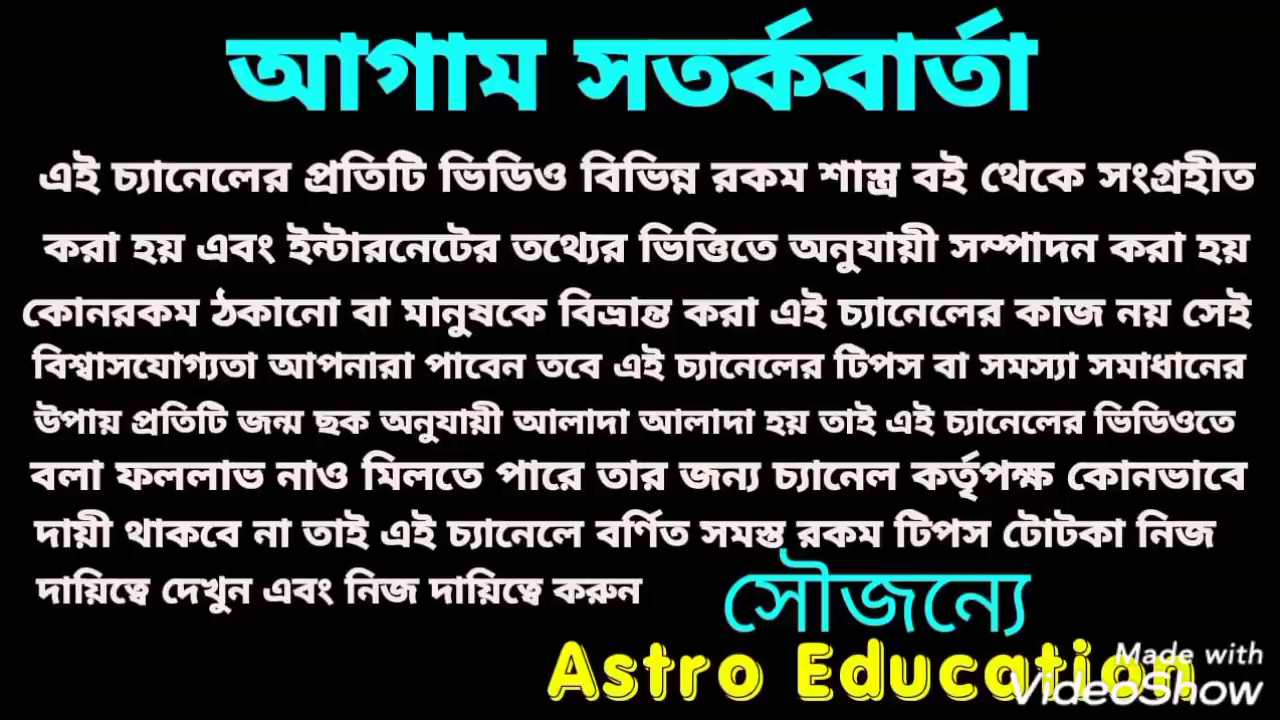 আগাম সতর্কবার্তা
এই চ্যানেলের প্রতিটি ভিডিও বিভিন্ন রকম শাস্ত্র বই থেকে সংগ্রহীত
করা হয় এবং ইন্টারনেটের তথ্যের ভিত্তিতে অনুযায়ী সম্পাদন করা হয়
কোনরকম ঠকানো বা মানুষকে বিভ্রান্ত করা এই চ্যানেলের কাজ নয় সেই
বিশ্বাসযোগ্যতা আপনারা পাবেন তবে এই চ্যানেলের টিপস বা সমস্যা সমাধানের
উপায় প্রতিটি জন্ম ছক অনুযায়ী আলাদা আলাদা হয় তাই এই চ্যানেলের ভিডিওতে
বলা ফললাভ নাও মিলতে পারে তার জন্য চ্যানেল কর্তৃপক্ষ কোনভাবে
দায়ী থাকবে না তাই এই চ্যানেলে বর্ণিত সমস্ত রকম টিপস টোটকা নিজ
দায়িত্বে দেখুন এবং নিজ দায়িত্বে করুন
সৌজন্যে
Astro Education
Made with
VideoShow